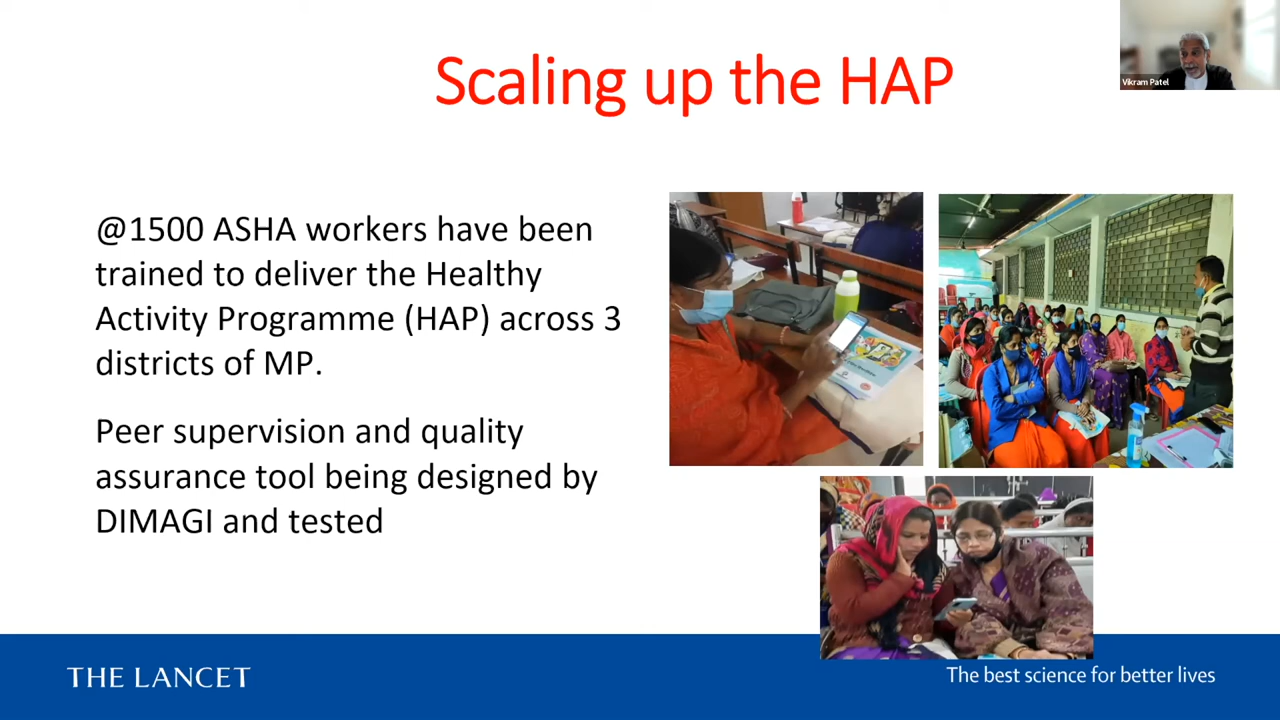 Scaling up the HAP
Vikram Patel
@1500 ASHA workers have been
trained to deliver the Healthy
Activity Programme (HAP) across 3
districts of MP.
Peer supervision and quality
assurance tool being designed by
DIMAGI and tested
THE LANCET
The best science for better lives